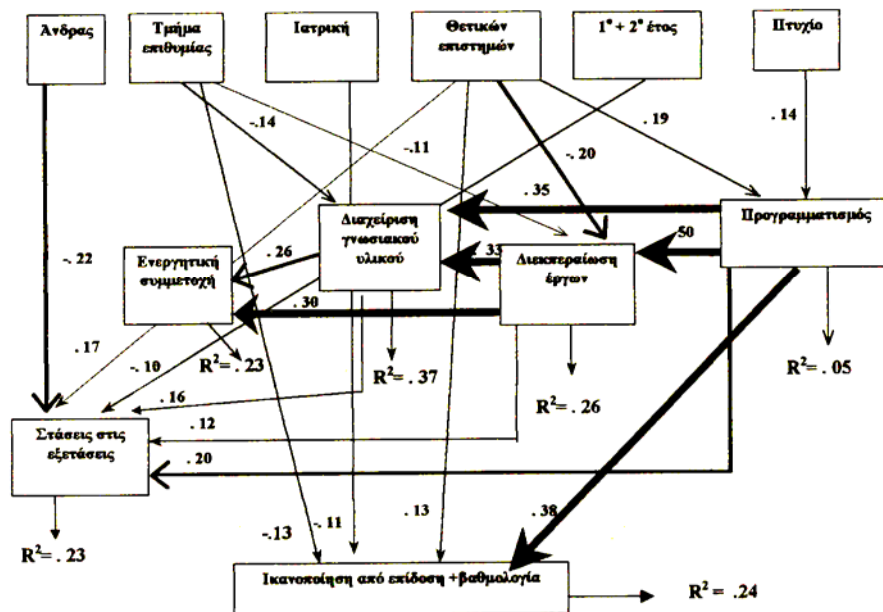 Άνδρας
Τμήμα
επιθυμίας
Ιατρική
Θετικών
επιστημών
1° + 2° έτος
Πτυχίο
-.14
-.11
-. 20
. 19
. 14
. 35
Διαχείριση
γνωσιακού
υλικού
Προγραμματισμός
-. 22
Ενεργητική
συμμετοχή
. 26
33
Διεκπεραίωση
έργων
50
. 30
. 17
-. 10
R²= . 23
. 16
R²= . 37
R²= . 26
R²= . 05
Στάσεις στις
εξετάσεις
. 12
. 20
R²= . 23
-.13
-. 11
. 13
.38
Ικανοποίηση από επίδοση +βαθμολογία
R² = .24